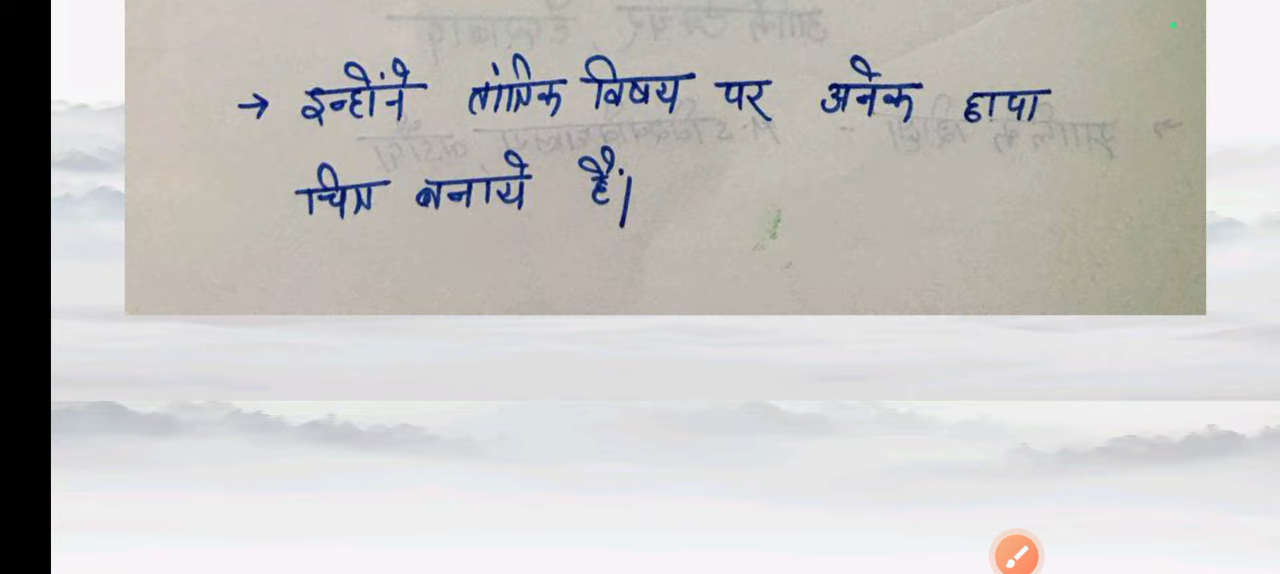 → इन्होंने तांत्रिक विषय पर अनेक छापा
चित्र बनाये हैं।